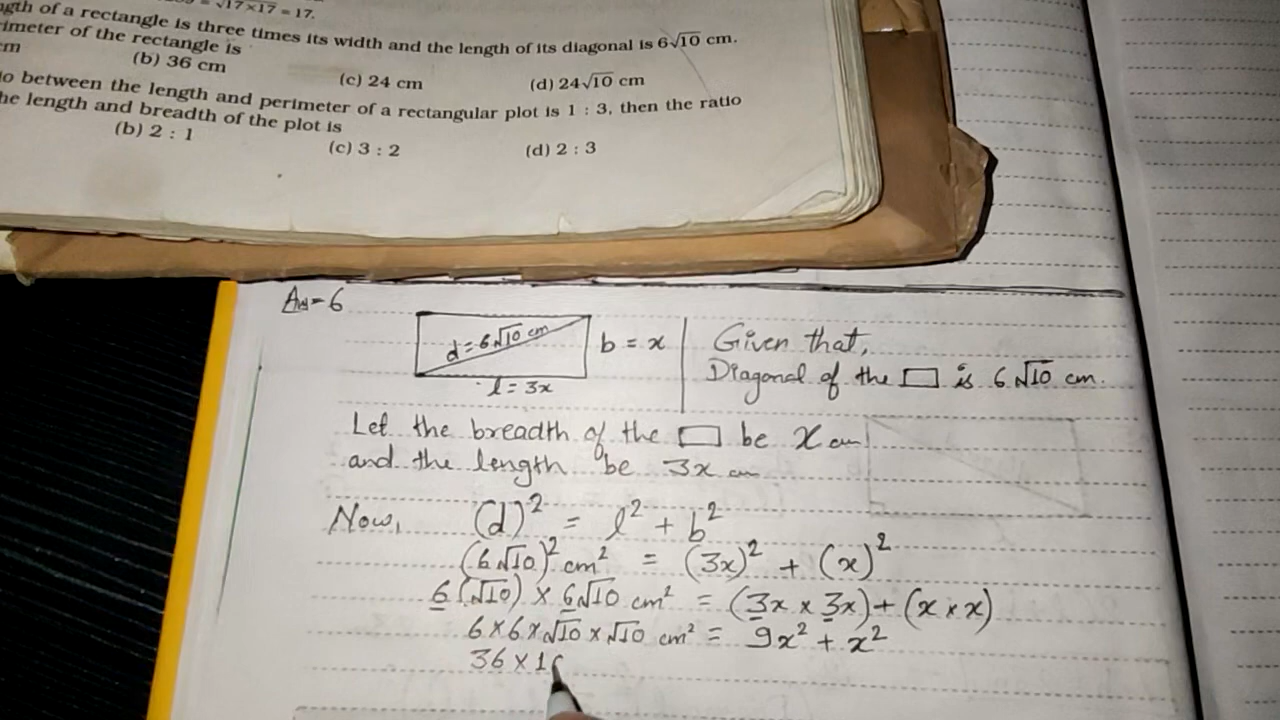 = √17×17 = 17.
of a rectangle is three times its width and the length of its diagonal is 6√10 cm.
of the rectangle is
(b) 36 cm (c) 24 cm (d) 24√10 cm
between the length and perimeter of a rectangular plot is 1 : 3, then the ratio
length and breadth of the plot is
(b) 2 : 1 (c) 3 : 2 (d) 2 : 3
Ans-6
d=6√10 cm
b = x
l = 3x
Given that,
Diagonal of the ▭ is 6√10 cm.
Let the breadth of the ▭ be x cm
and the length be 3x cm
Now, (d)² = l² + b²
(6√10)² cm² = (3x)² + (x)²
6(√10) × 6√10 cm² = (3x × 3x)+(x × x)
6×6×√10×√10 cm² = 9x² + x²
36×10